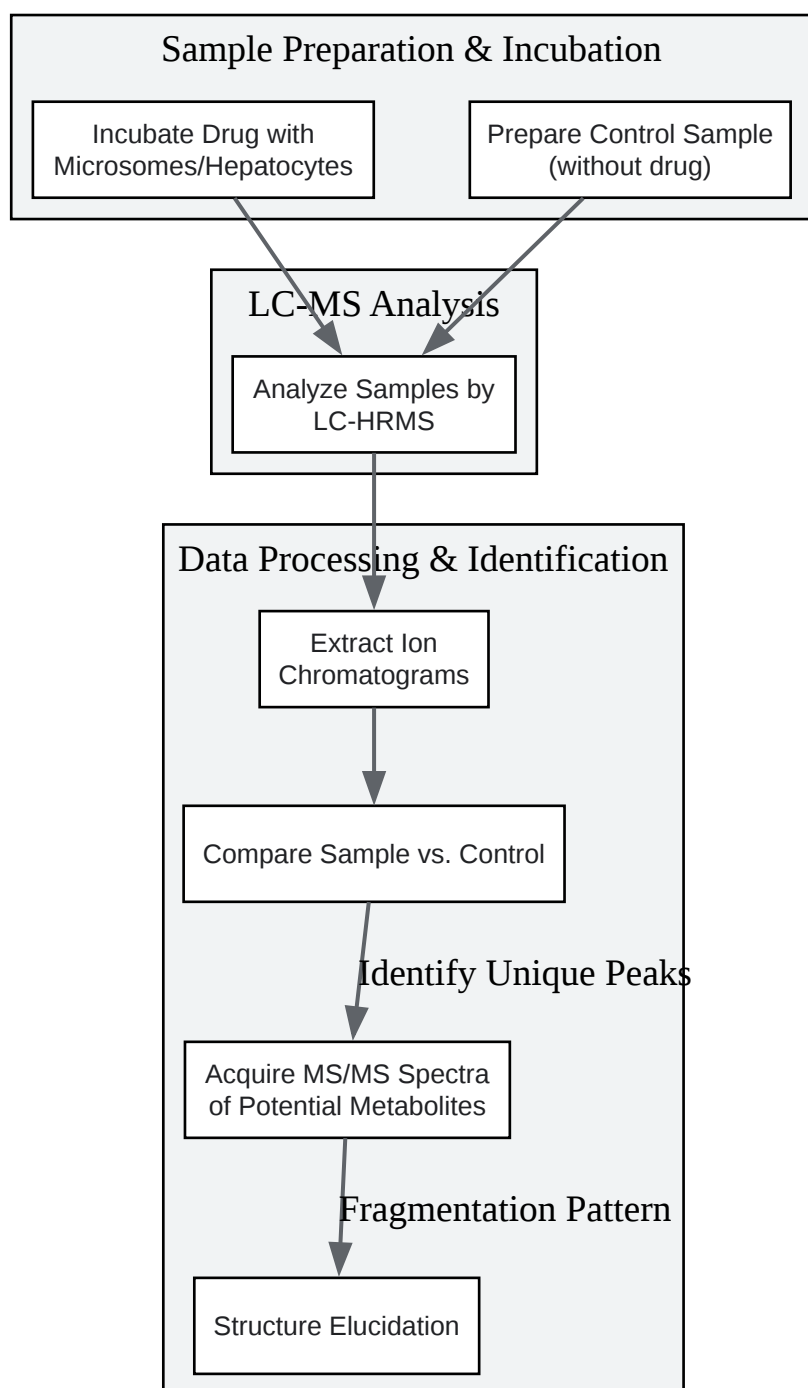 Sample Preparation & Incubation
Incubate Drug with
Microsomes/Hepatocytes
Prepare Control Sample
(without drug)
LC-MS Analysis
Analyze Samples by
LC-HRMS
Data Processing & Identification
Extract Ion
Chromatograms
Compare Sample vs. Control
Identify Unique Peaks
Acquire MS/MS Spectra
of Potential Metabolites
Fragmentation Pattern
Structure Elucidation